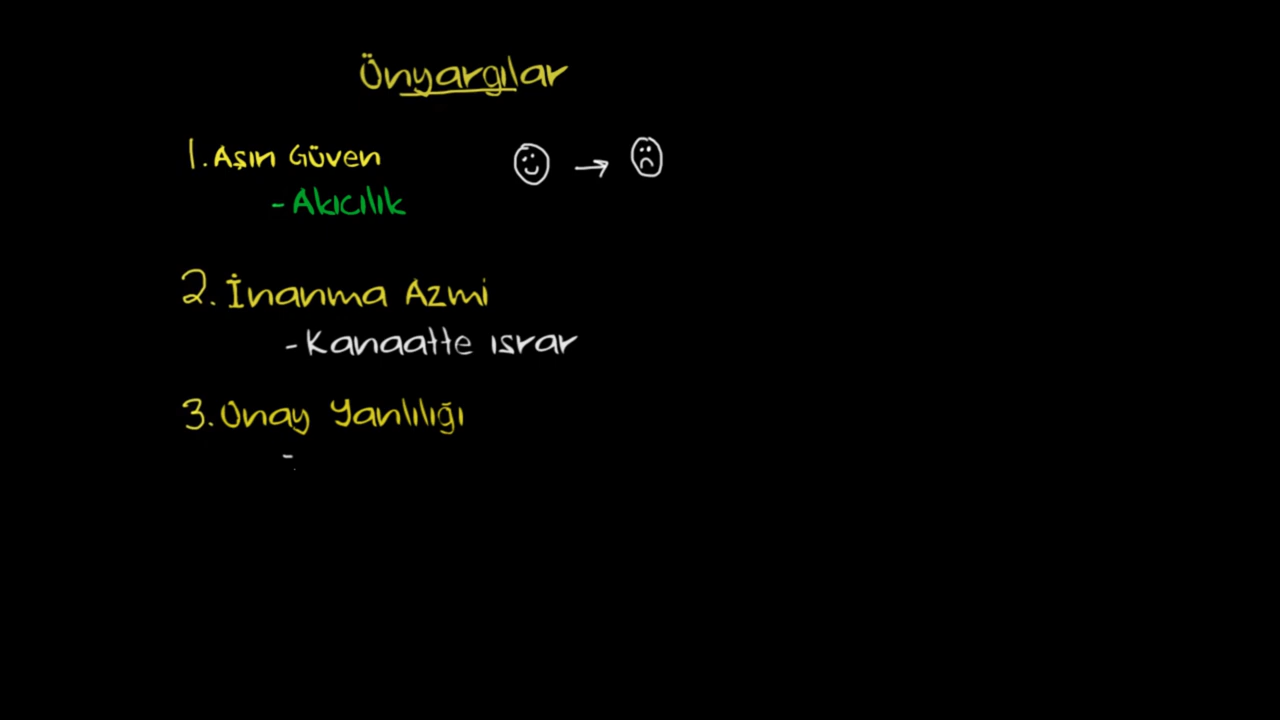 Önyargılar
1. Aşırı Güven
- Akıcılık
2. İnanma Azmi
- Kanaatte ısrar
3. Onay Yanlılığı
-